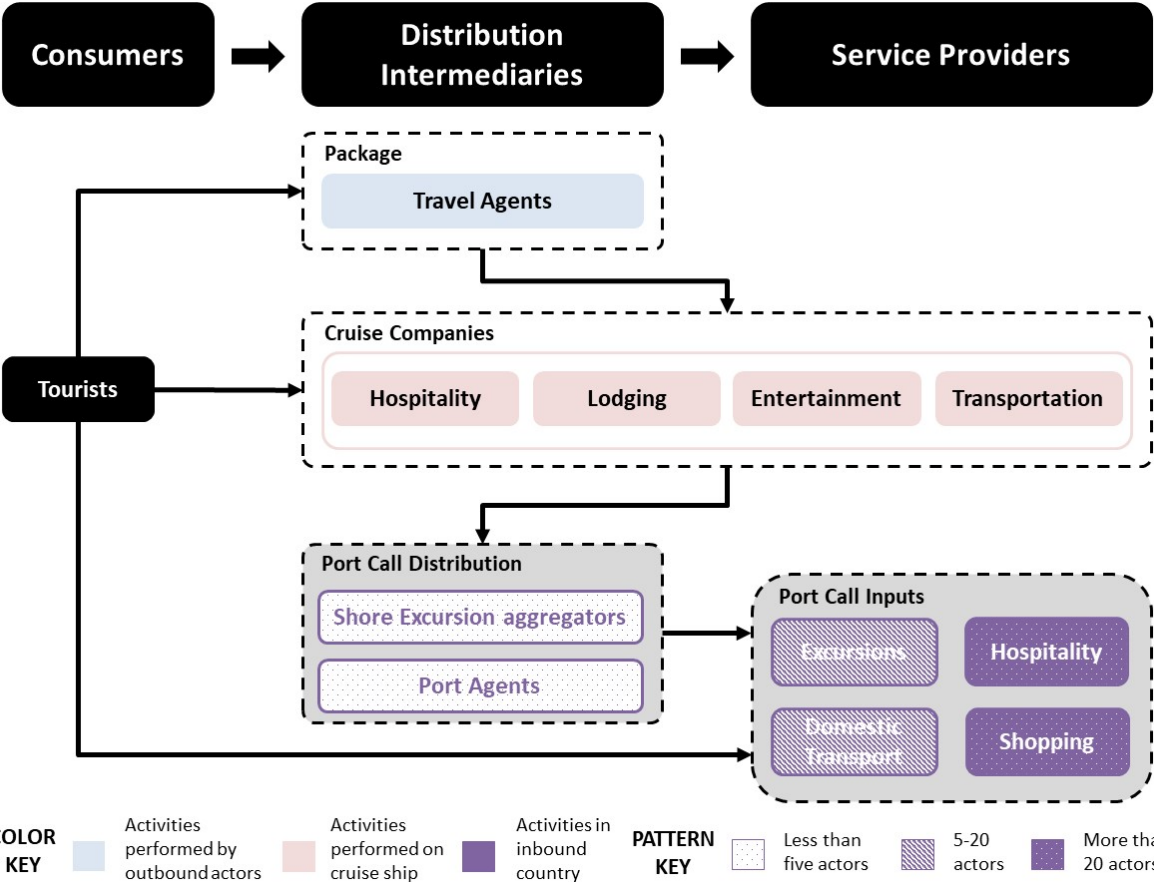 Consumers
Distribution
Intermediaries
Service Providers
Package
Travel Agents
Cruise Companies
Hospitality
Lodging
Entertainment
Transportation
Tourists
Port Call Distribution
Shore Excursion aggregators
Port Agents
Port Call Inputs
Excursions
Hospitality
Domestic
Transport
Shopping
COLOR
KEY
Activities
performed by
outbound actors
Activities
performed on
cruise ship
Activities in
inbound
country
PATTERN
KEY
Less than
five actors
5-20
actors
More tha
20 actors